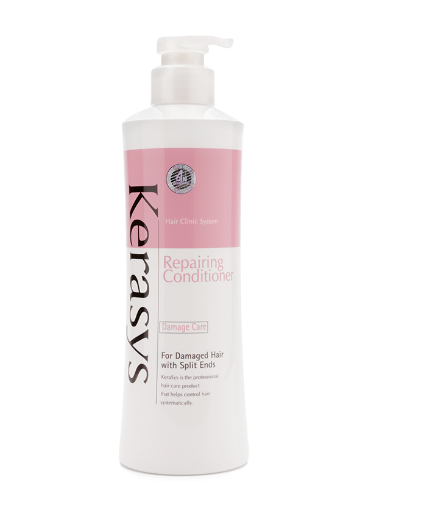 Kerasys
Hair Clinic System
Repairing
Conditioner
Damage Care
For Damaged Hair
with Split Ends
KeraSys is the professional
hair care product
that helps control hair
systematically.